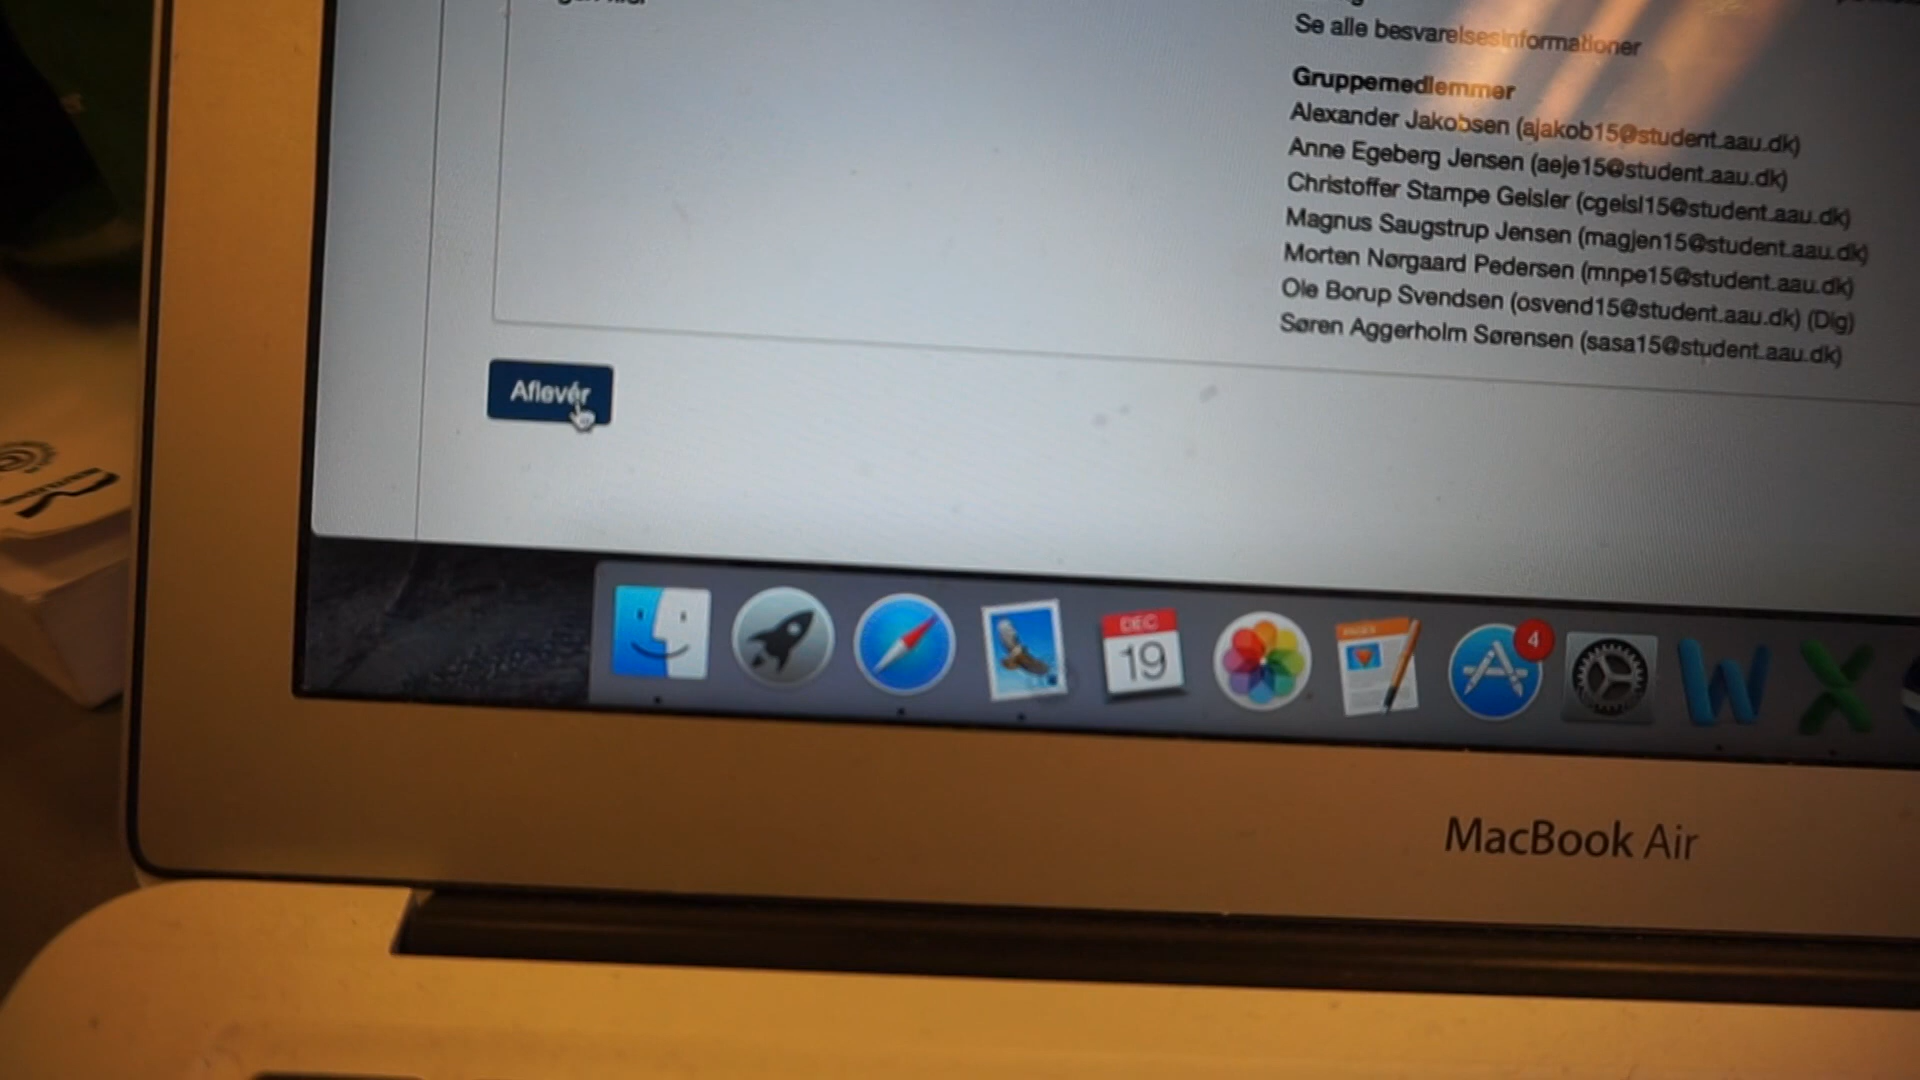 Se alle besvarelsesinformationer
Gruppemedlemmer
Alexander Jakobsen (ajakob15@student.aau.dk)
Anne Egeberg Jensen (aeje15@student.aau.dk)
Christoffer Stampe Geisler (cgeisl15@student.aau.dk)
Magnus Saugstrup Jensen (magjen15@student.aau.dk)
Morten Nørgaard Pedersen (mnpe15@student.aau.dk)
Ole Borup Svendsen (osvend15@student.aau.dk) (Dig)
Søren Aggerholm Sørensen (sasa15@student.aau.dk)
Aflevér
DEC
19
PAGES
4
W
X
MacBook Air